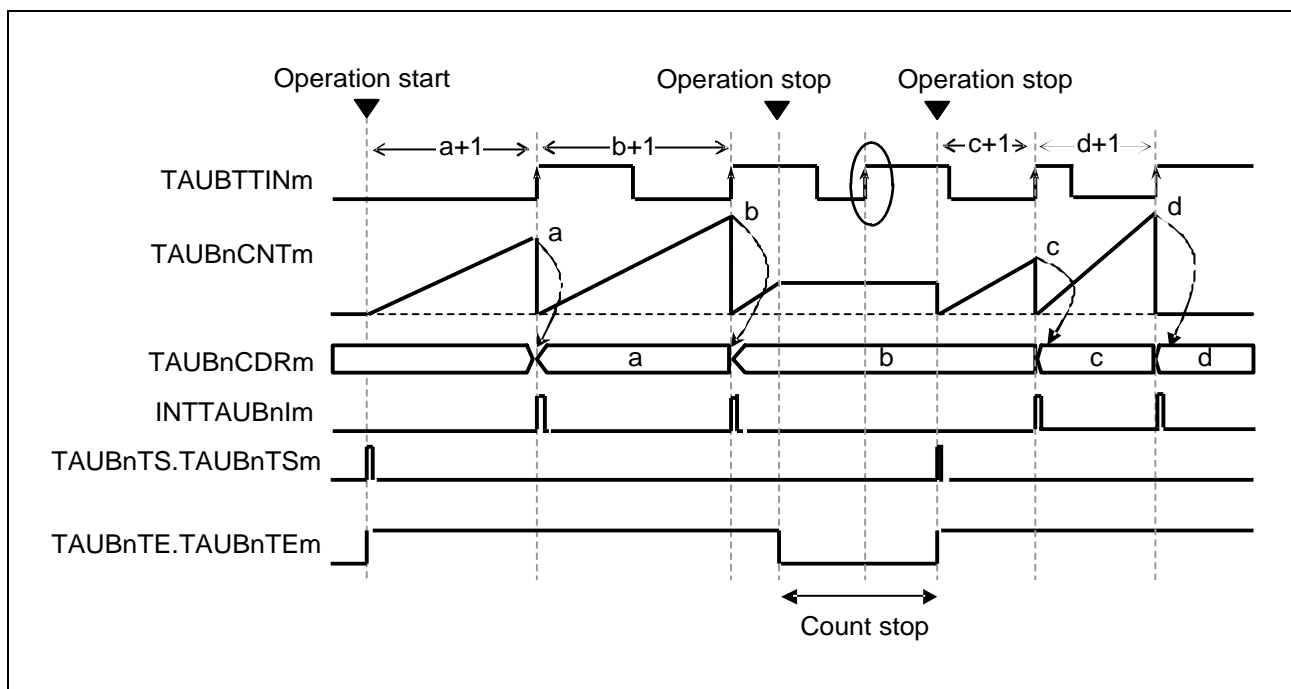 Operation start
Operation stop
Operation stop
a+1
b+1
c+1
d+1
TAUBTTINm
TAUBnCNTm
a
b
c
d
TAUBnCDRm
a
b
c
d
INTTAUBnIm
TAUBnTS.TAUBnTSm
TAUBnTE.TAUBnTEm
Count stop